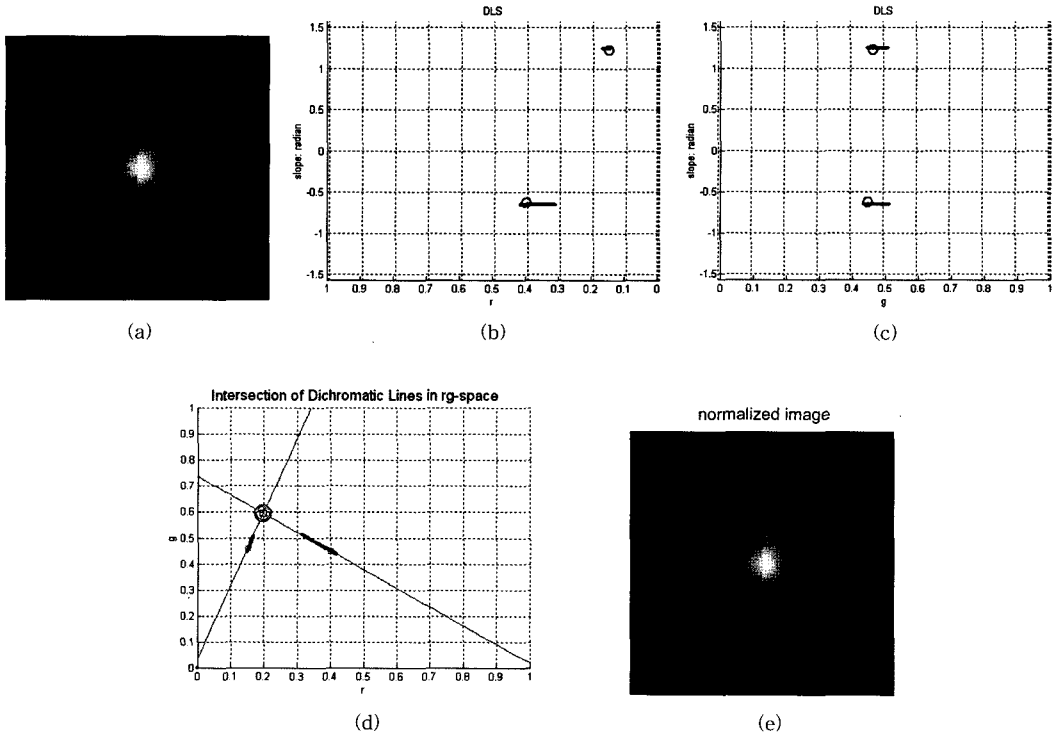 DLS
slope: radian
1.5
1
0.5
0
-0.5
-1
-1.5
1 0.9 0.8 0.7 0.6 0.5 0.4 0.3 0.2 0.1 0
r
DLS
slope: radian
1.5
1
0.5
0
-0.5
-1
-1.5
0 0.1 0.2 0.3 0.4 0.5 0.6 0.7 0.8 0.9 1
g
(a)
(b)
(c)
Intersection of Dichromatic Lines in rg-space
g
1
0.9
0.8
0.7
0.6
0.5
0.4
0.3
0.2
0.1
0
0 0.1 0.2 0.3 0.4 0.5 0.6 0.7 0.8 0.9 1
r
normalized image
(d)
(e)